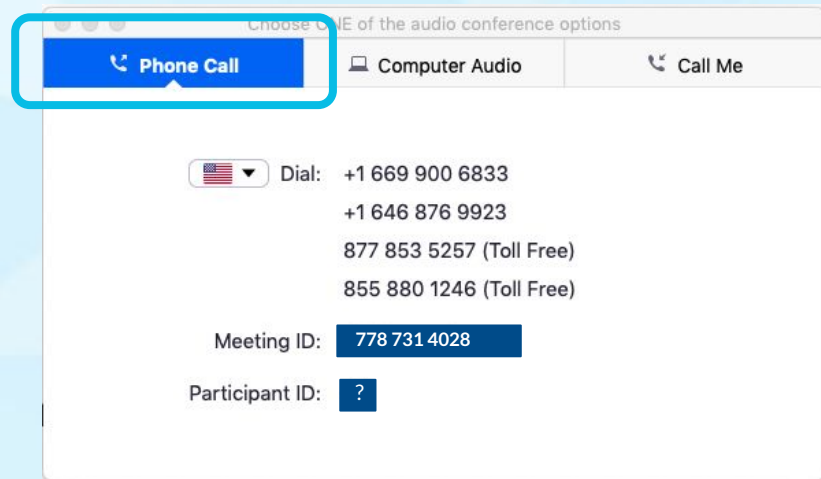 Choose ONE of the audio conference options
Phone Call
Computer Audio
Call Me
Dial: +1 669 900 6833
+1 646 876 9923
877 853 5257 (Toll Free)
855 880 1246 (Toll Free)
Meeting ID: 778 731 4028
Participant ID: ?